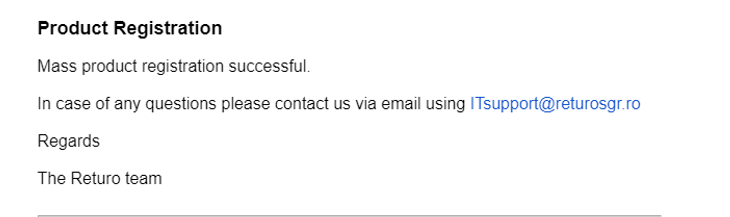 Product Registration
Mass product registration successful.
In case of any questions please contact us via email using ITsupport@returosgr.ro
Regards
The Returo team